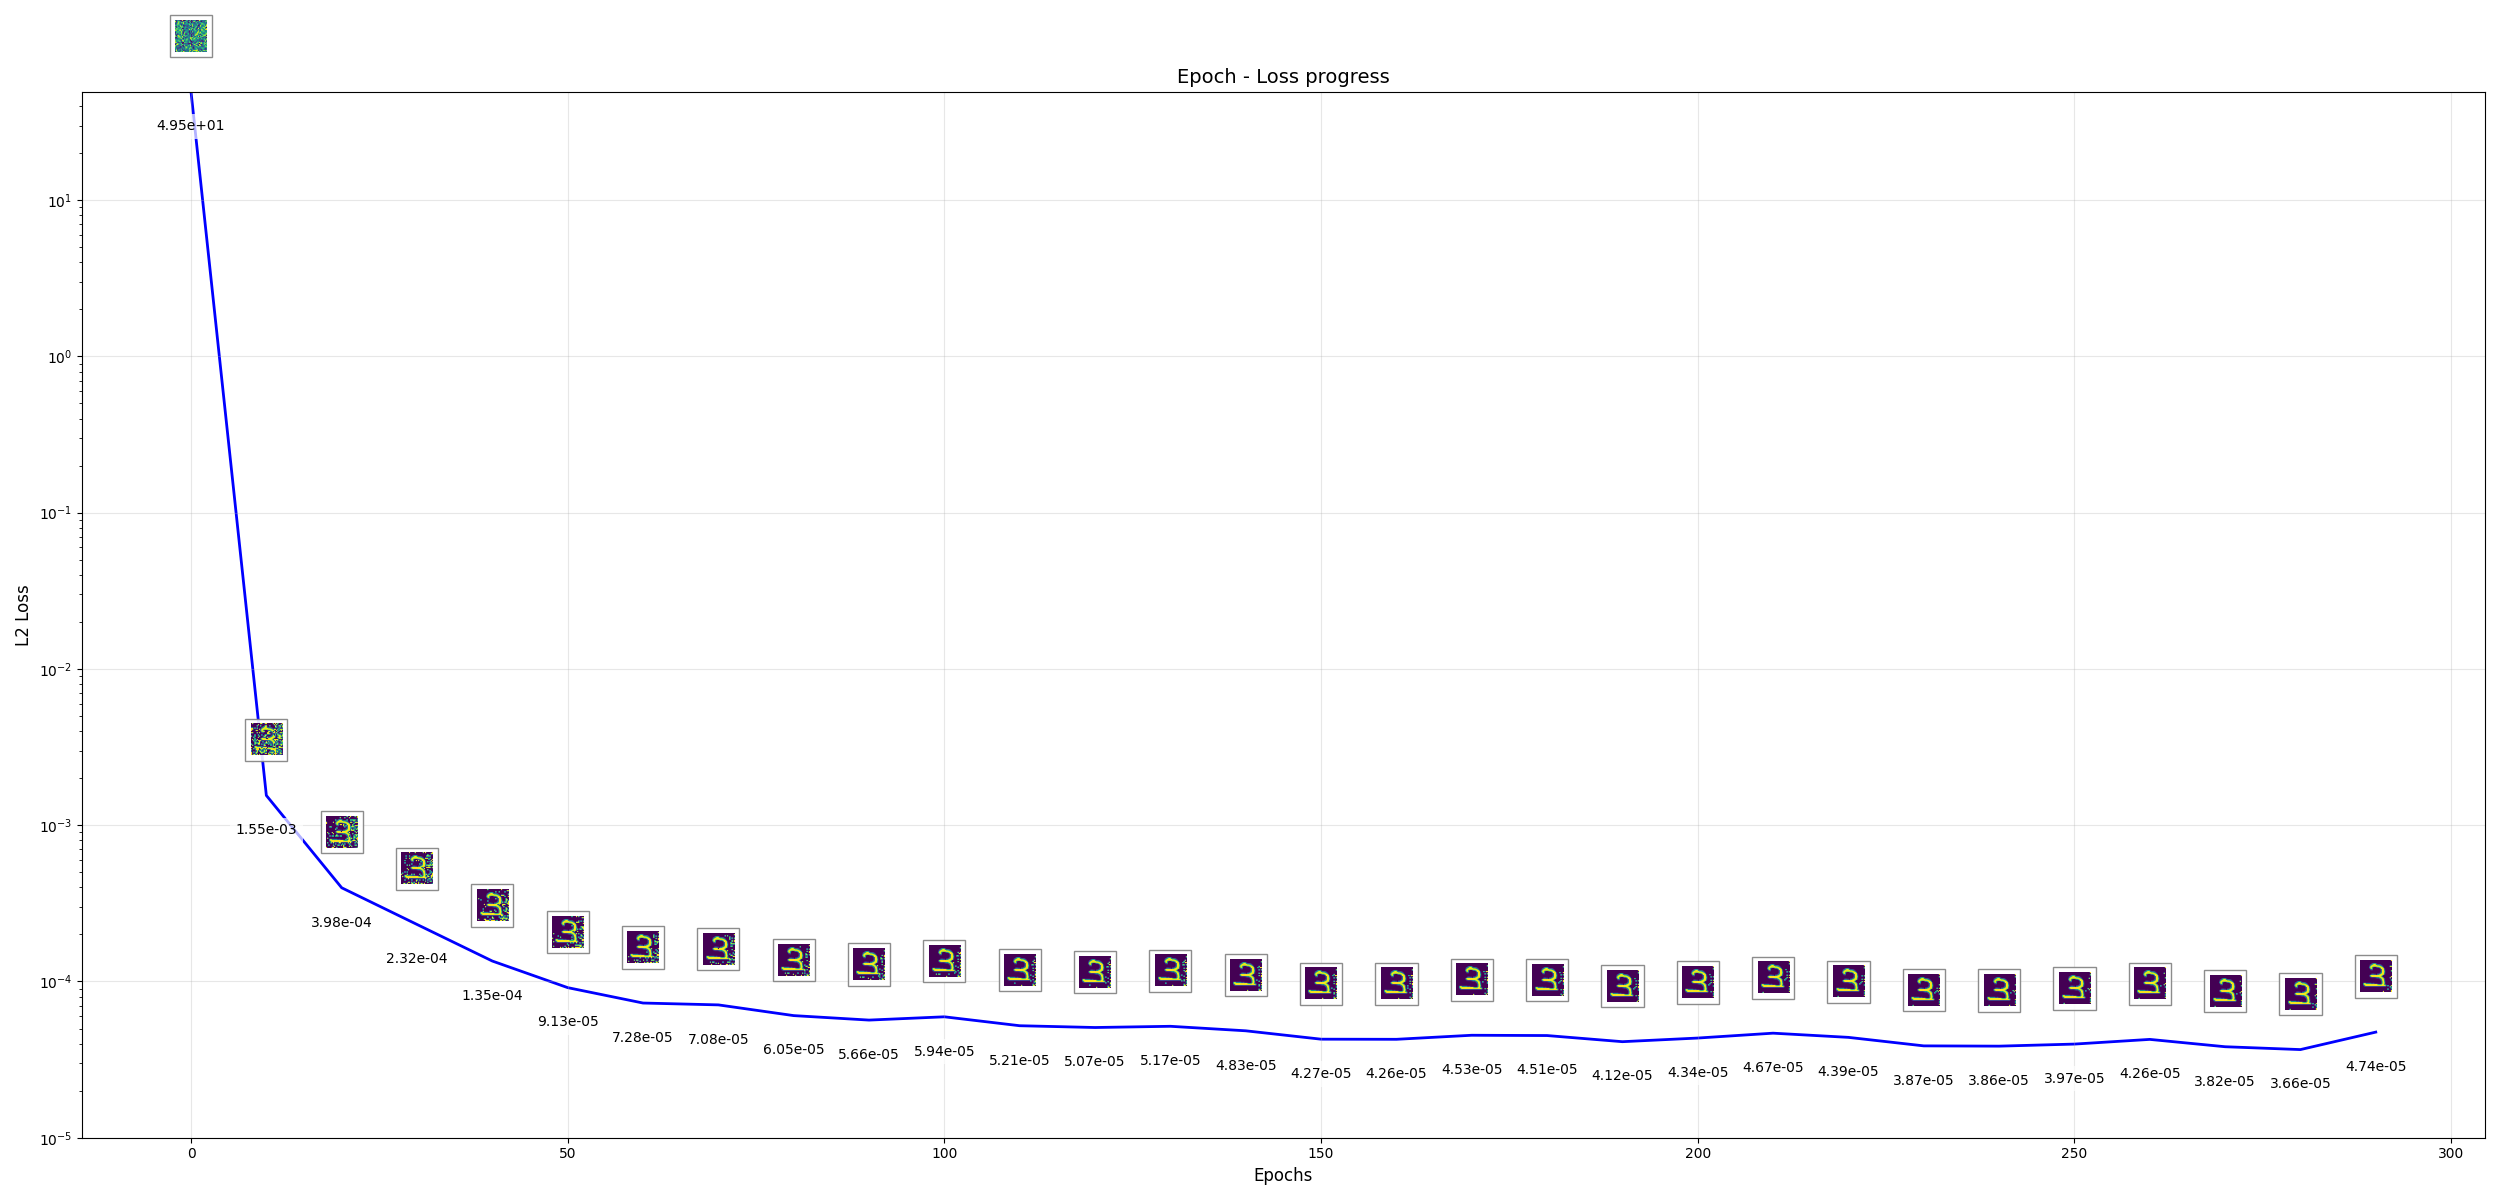 Epoch - Loss progress
L2 Loss
10¹
10⁰
10⁻¹
10⁻²
10⁻³
10⁻⁴
10⁻⁵
4.95e+01
1.55e-03
3.98e-04
2.32e-04
1.35e-04
9.13e-05
7.28e-05
7.08e-05
6.05e-05
5.66e-05
5.94e-05
5.21e-05
5.07e-05
5.17e-05
4.83e-05
4.27e-05
4.26e-05
4.53e-05
4.51e-05
4.12e-05
4.34e-05
4.67e-05
4.39e-05
3.87e-05
3.86e-05
3.97e-05
4.26e-05
3.82e-05
3.66e-05
4.74e-05
0 50 100 150 200 250 300
Epochs